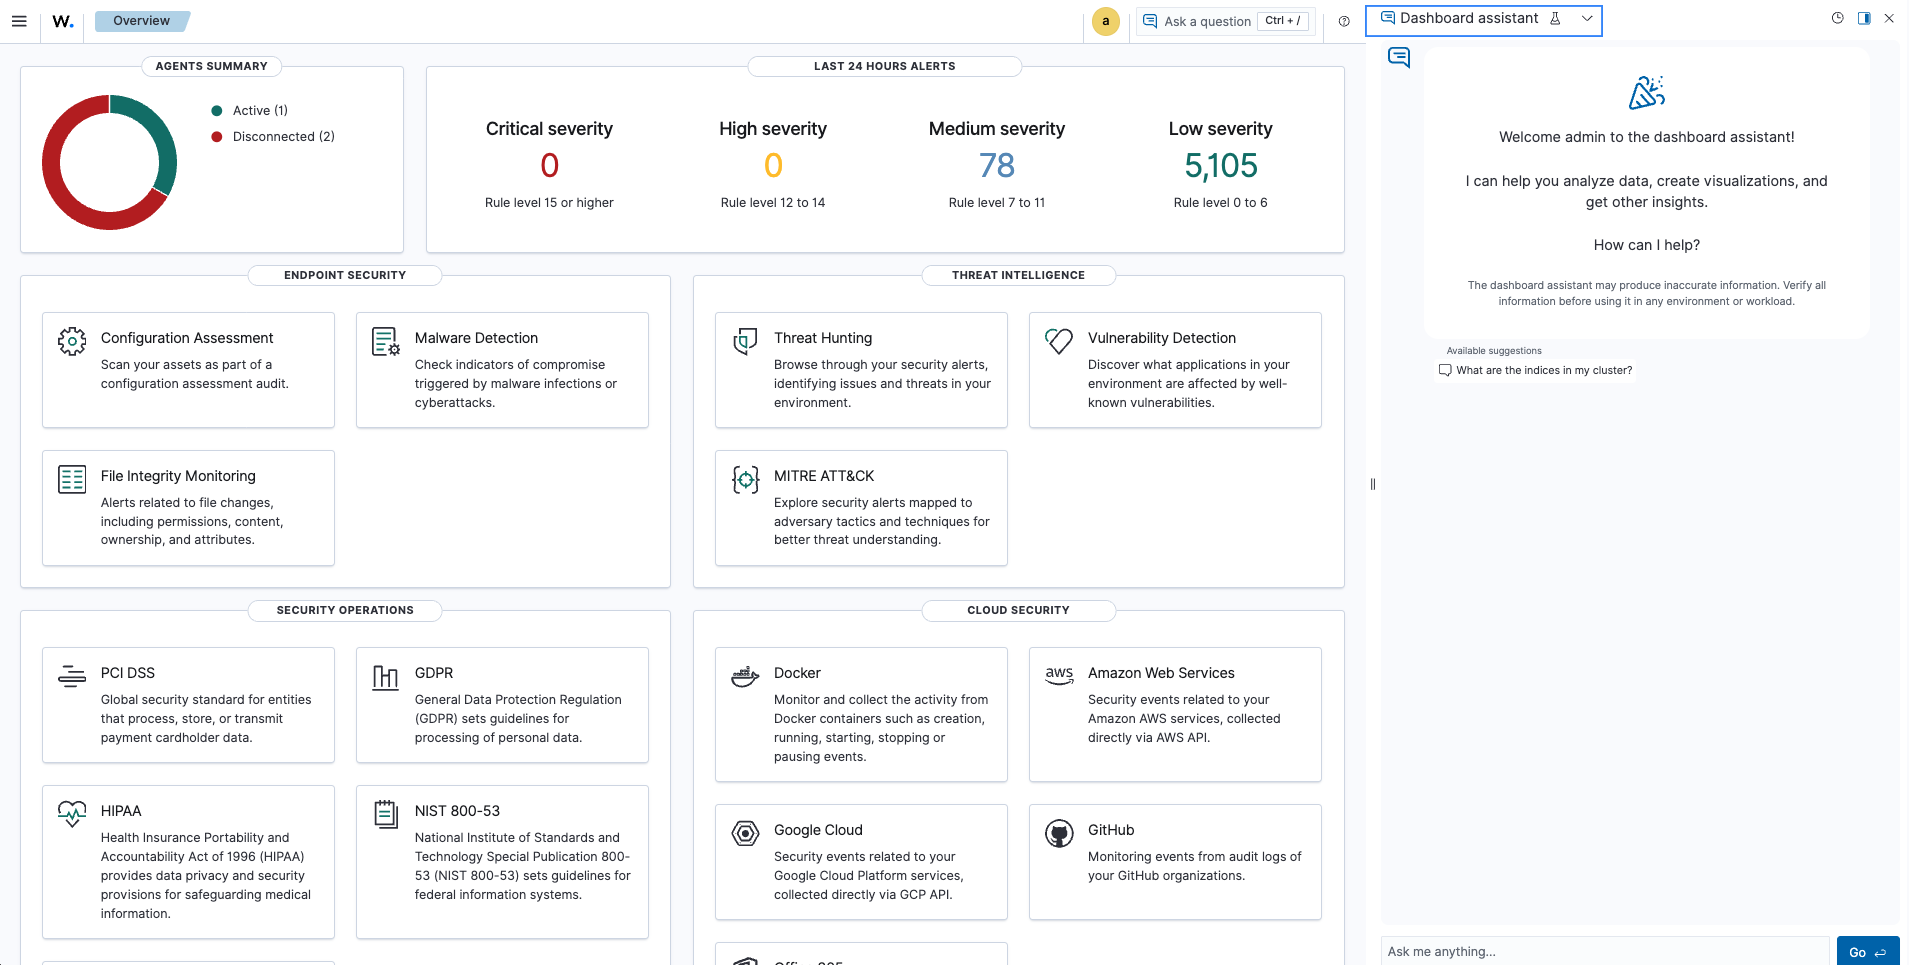 W.
Overview
a
Ask a question
Ctrl + /
Dashboard assistant
AGENTS SUMMARY
Active (1)
Disconnected (2)
LAST 24 HOURS ALERTS
Critical severity
0
Rule level 15 or higher
High severity
0
Rule level 12 to 14
Medium severity
78
Rule level 7 to 11
Low severity
5,105
Rule level 0 to 6
ENDPOINT SECURITY
Configuration Assessment
Scan your assets as part of a
configuration assessment audit.
Malware Detection
Check indicators of compromise
triggered by malware infections or
cyberattacks.
File Integrity Monitoring
Alerts related to file changes,
including permissions, content,
ownership, and attributes.
THREAT INTELLIGENCE
Threat Hunting
Browse through your security alerts,
identifying issues and threats in your
environment.
Vulnerability Detection
Discover what applications in your
environment are affected by well-
known vulnerabilities.
MITRE ATT&CK
Explore security alerts mapped to
adversary tactics and techniques for
better threat understanding.
SECURITY OPERATIONS
PCI DSS
Global security standard for entities
that process, store, or transmit
payment cardholder data.
GDPR
General Data Protection Regulation
(GDPR) sets guidelines for
processing of personal data.
HIPAA
Health Insurance Portability and
Accountability Act of 1996 (HIPAA)
provides data privacy and security
provisions for safeguarding medical
information.
NIST 800-53
National Institute of Standards and
Technology Special Publication 800-
53 (NIST 800-53) sets guidelines for
federal information systems.
CLOUD SECURITY
Docker
Monitor and collect the activity from
Docker containers such as creation,
running, starting, stopping or
pausing events.
aws
Amazon Web Services
Security events related to your
Amazon AWS services, collected
directly via AWS API.
Google Cloud
Security events related to your
Google Cloud Platform services,
collected directly via GCP API.
GitHub
Monitoring events from audit logs of
your GitHub organizations.
Office 365
Welcome admin to the dashboard assistant!
I can help you analyze data, create visualizations, and
get other insights.
How can I help?
The dashboard assistant may produce inaccurate information. Verify all
information before using it in any environment or workload.
Available suggestions
What are the indices in my cluster?
Ask me anything...
Go